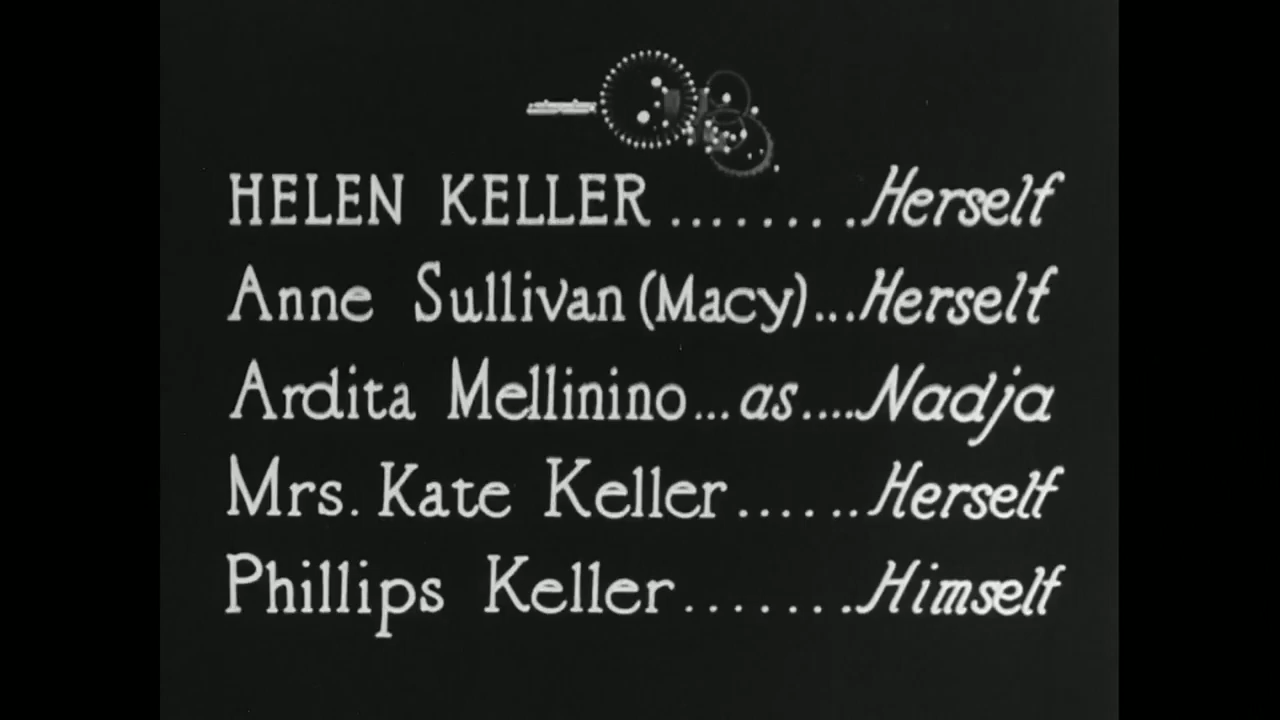 HELEN KELLER ........ Herself
Anne Sullivan (Macy) ... Herself
Ardita Mellinino ... as .... Nadja
Mrs. Kate Keller ...... Herself
Phillips Keller ....... Himself